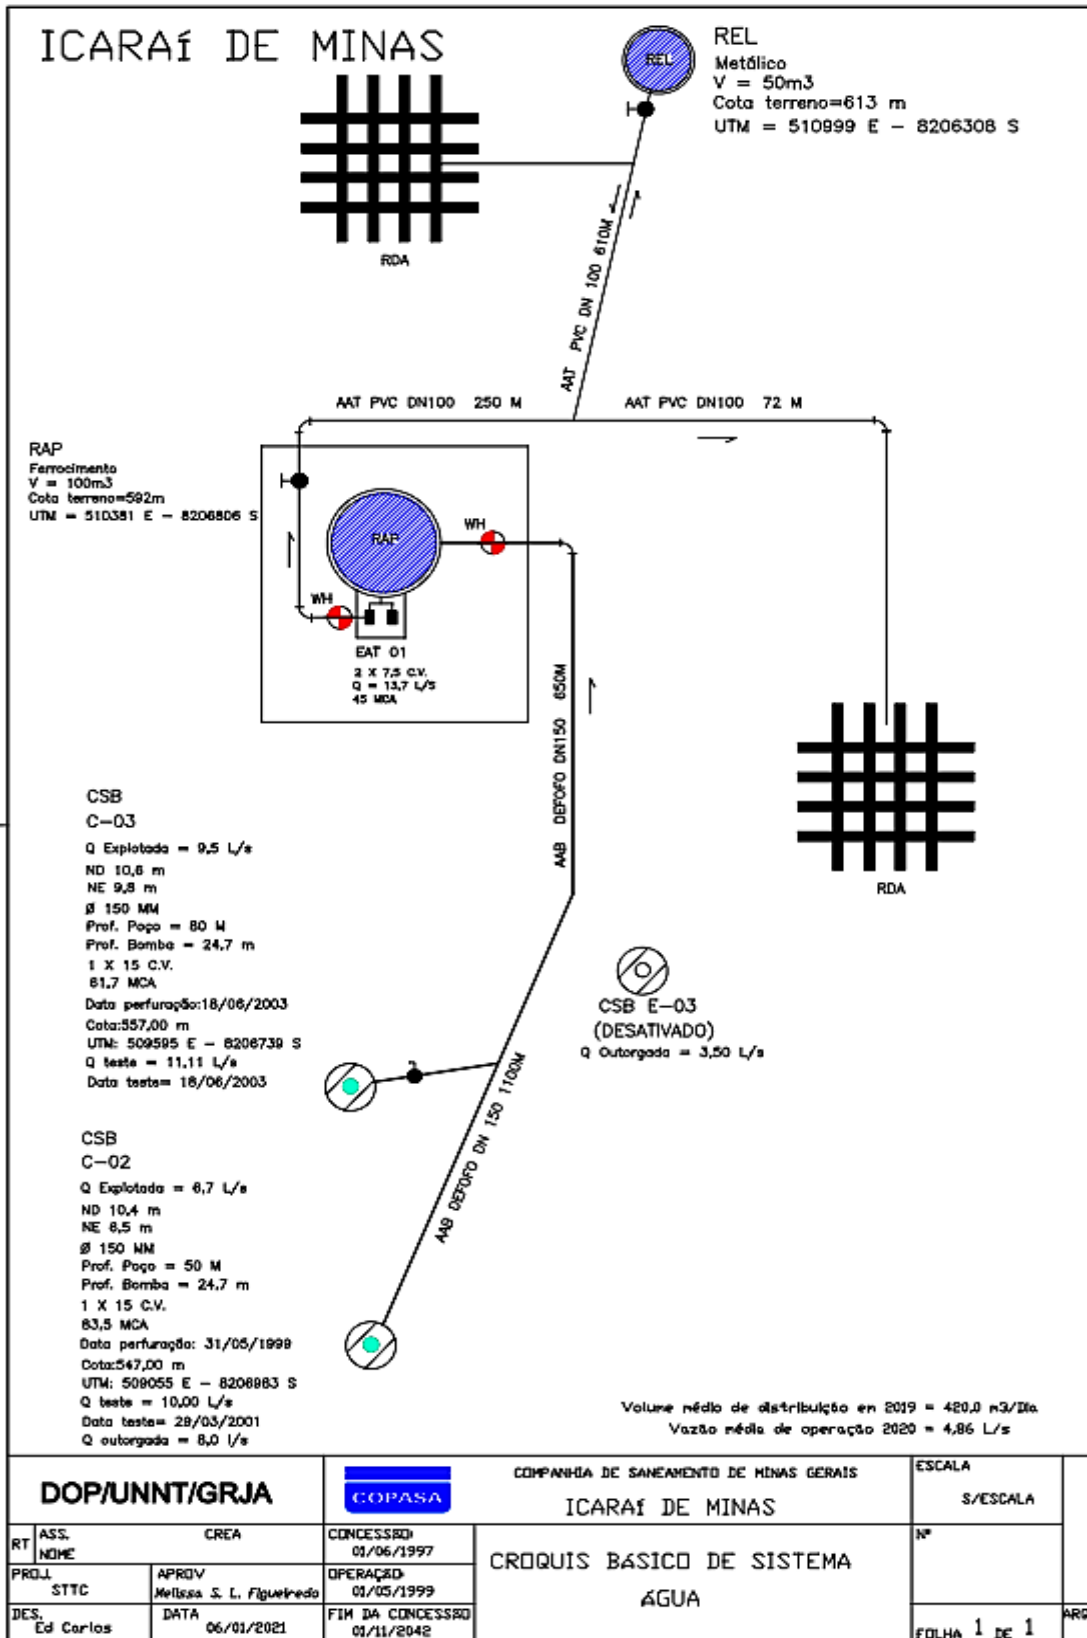 ICARAÍ DE MINAS
REL
REL
Metálico
V = 50m3
Cota terreno=613 m
UTM = 510999 E - 8206308 S
RDA
AAT PVC DN 100 610M
AAT PVC DN100 250 M
AAT PVC DN100 72 M
RAP
Ferrocimento
V = 100m3
Cota terreno=592m
UTM = 510381 E - 8206806 S
RAP
WH
WH
EAT 01
2 X 7,5 C.V.
Q = 13,7 L/S
45 MCA
AAB DEFOFO DN150 650M
RDA
CSB
C-03
Q Explotada = 9,5 L/s
ND 10,6 m
NE 9,8 m
Ø 150 MM
Prof. Poço = 80 M
Prof. Bomba = 24,7 m
1 X 15 C.V.
81,7 MCA
Data perfuração:18/06/2003
Cota:557,00 m
UTM: 509595 E - 8206739 S
Q teste = 11,11 L/s
Data teste= 18/06/2003
CSB E-03
(DESATIVADO)
Q Outorgada = 3,50 L/s
AAB DEFOFO DN 150 1100M
CSB
C-02
Q Explotada = 6,7 L/s
ND 10,4 m
NE 8,5 m
Ø 150 MM
Prof. Poço = 50 M
Prof. Bomba = 24,7 m
1 X 15 C.V.
83,5 MCA
Data perfuração: 31/05/1999
Cota:547,00 m
UTM: 509055 E - 8206983 S
Q teste = 10,00 L/s
Data teste= 29/03/2001
Q outorgada = 8,0 l/s
Volume médio de distribuição em 2019 = 420,0 m3/Dia
Vazão média de operação 2020 = 4,86 L/s
DOP/UNNT/GRJA
COPASA
COMPANHIA DE SANEAMENTO DE MINAS GERAIS
ICARAÍ DE MINAS
ESCALA
S/ESCALA
RT
ASS.
NOME
CREA
CONCESSÃO:
01/06/1997
CROQUIS BÁSICO DE SISTEMA
ÁGUA
Nº
PROJ.
STTC
APROV
Melissa S. L. Figueiredo
OPERAÇÃO:
01/05/1999
DES.
Ed Carlos
DATA
06/01/2021
FIM DA CONCESSÃO
01/11/2042
FOLHA 1 DE 1
ARQ